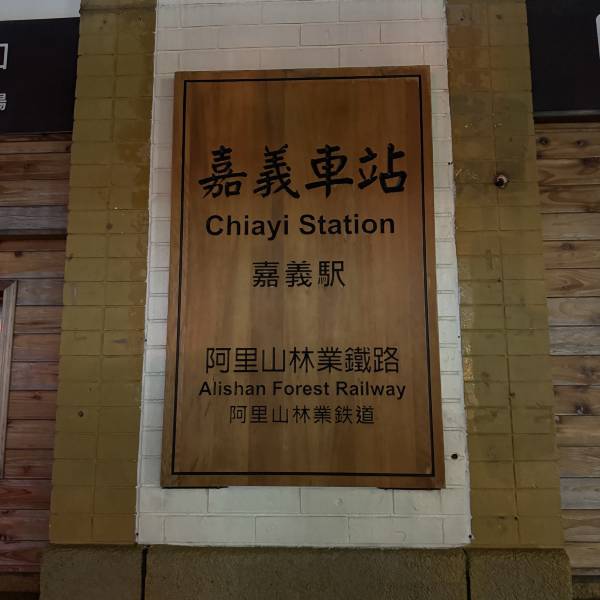 嘉義車站
Chiayi Station
嘉義駅
阿里山林業鐵路
Alishan Forest Railway
阿里山林業鉄道
場